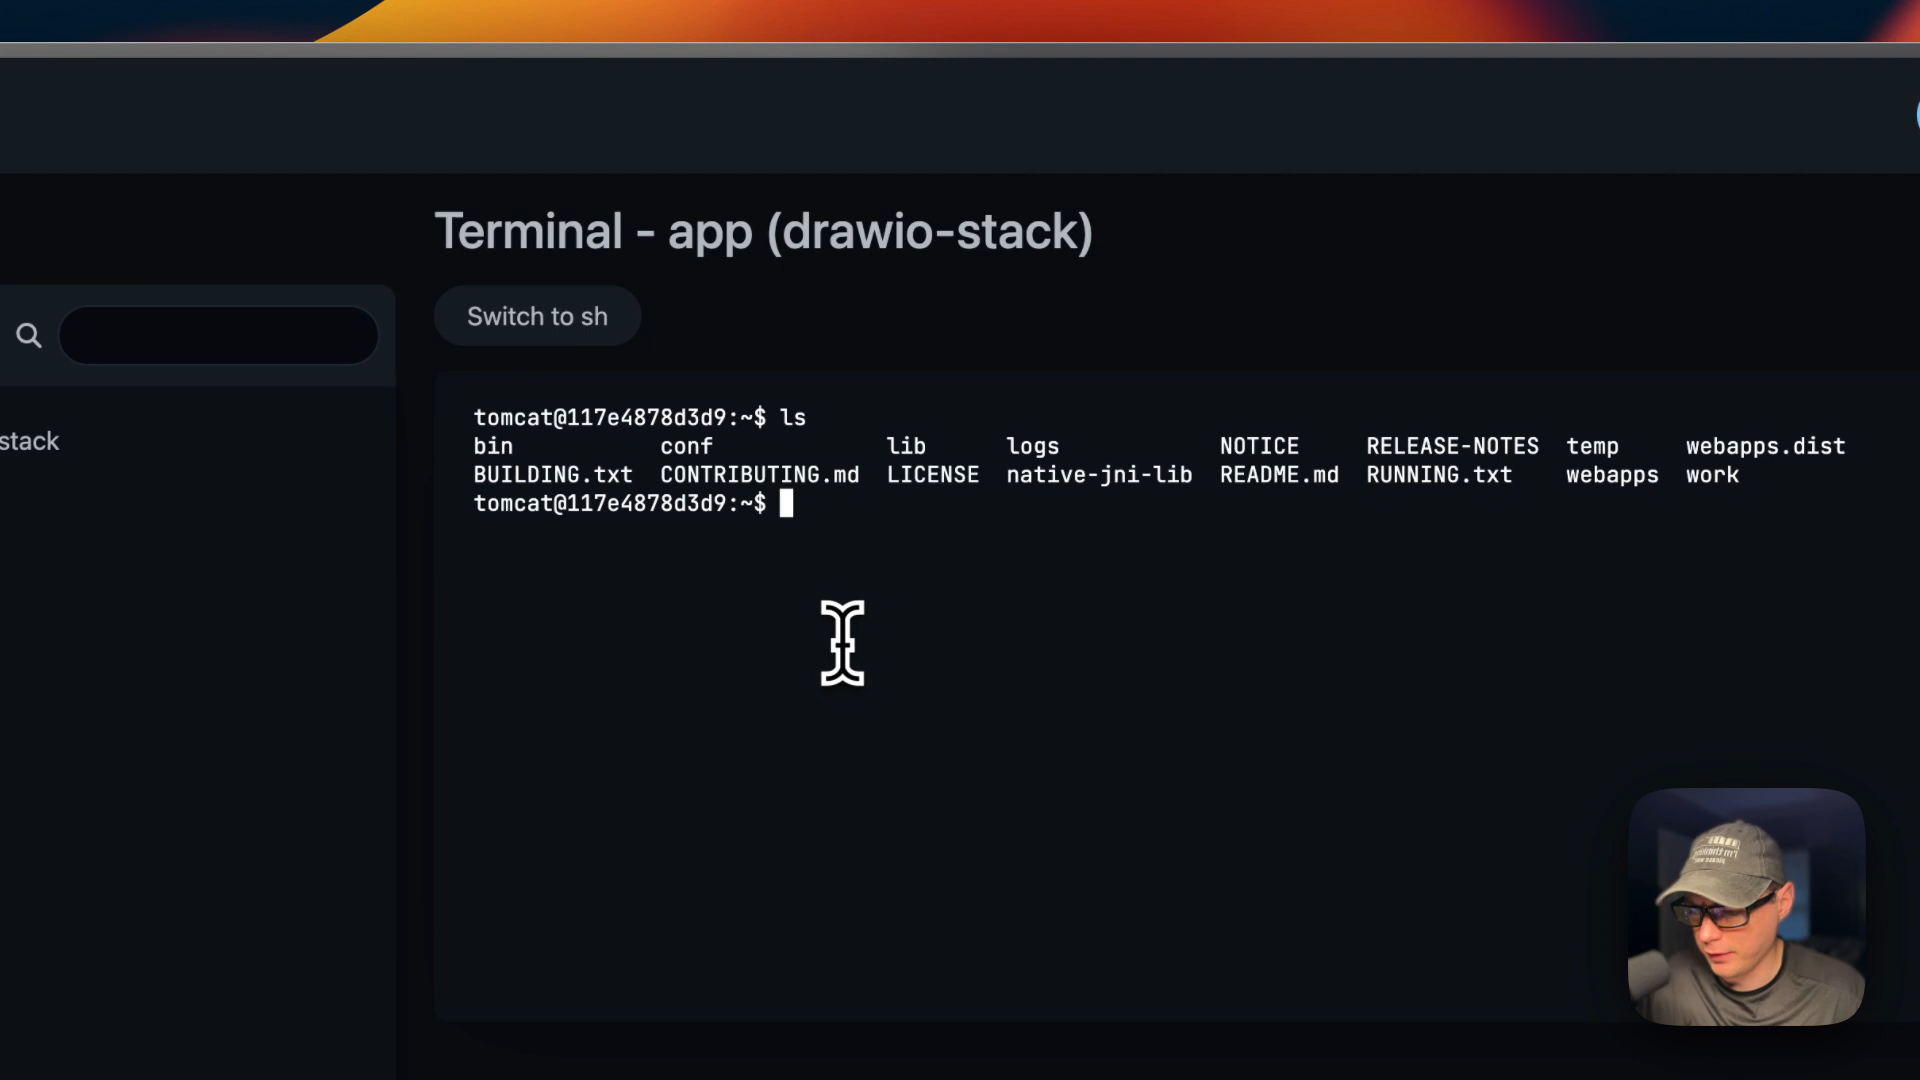 Terminal - app (drawio-stack)
Switch to sh
stack
tomcat@117e4878d3d9:~$ ls
bin conf lib logs NOTICE RELEASE-NOTES temp webapps.dist
BUILDING.txt CONTRIBUTING.md LICENSE native-jni-lib README.md RUNNING.txt webapps work
tomcat@117e4878d3d9:~$